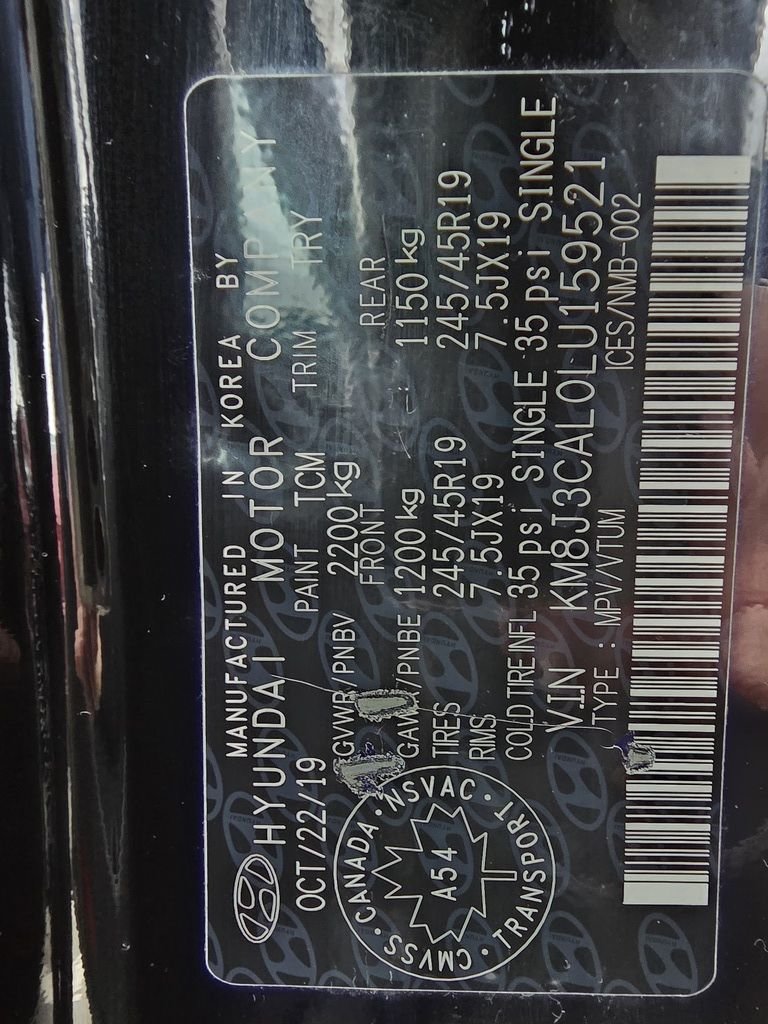 MANUFACTURED IN KOREA BY
HYUNDAI MOTOR COMPANY
OCT/22/19 PAINT TCM TRIM TRY
GVWR/PNBV 2200 kg
FRONT REAR
GAWR/PNBE 1200 kg 1150 kg
TIRES 245/45R19 245/45R19
RIMS 7.5JX19 7.5JX19
COLD TIRE INFL 35 psi SINGLE 35 psi SINGLE
VIN KM8J3CAL0LU159521
TYPE : MPV/VTUM ICES/NMB-002
CANADA · NSVAC · TRANSPORT · CMVSS ·
A54